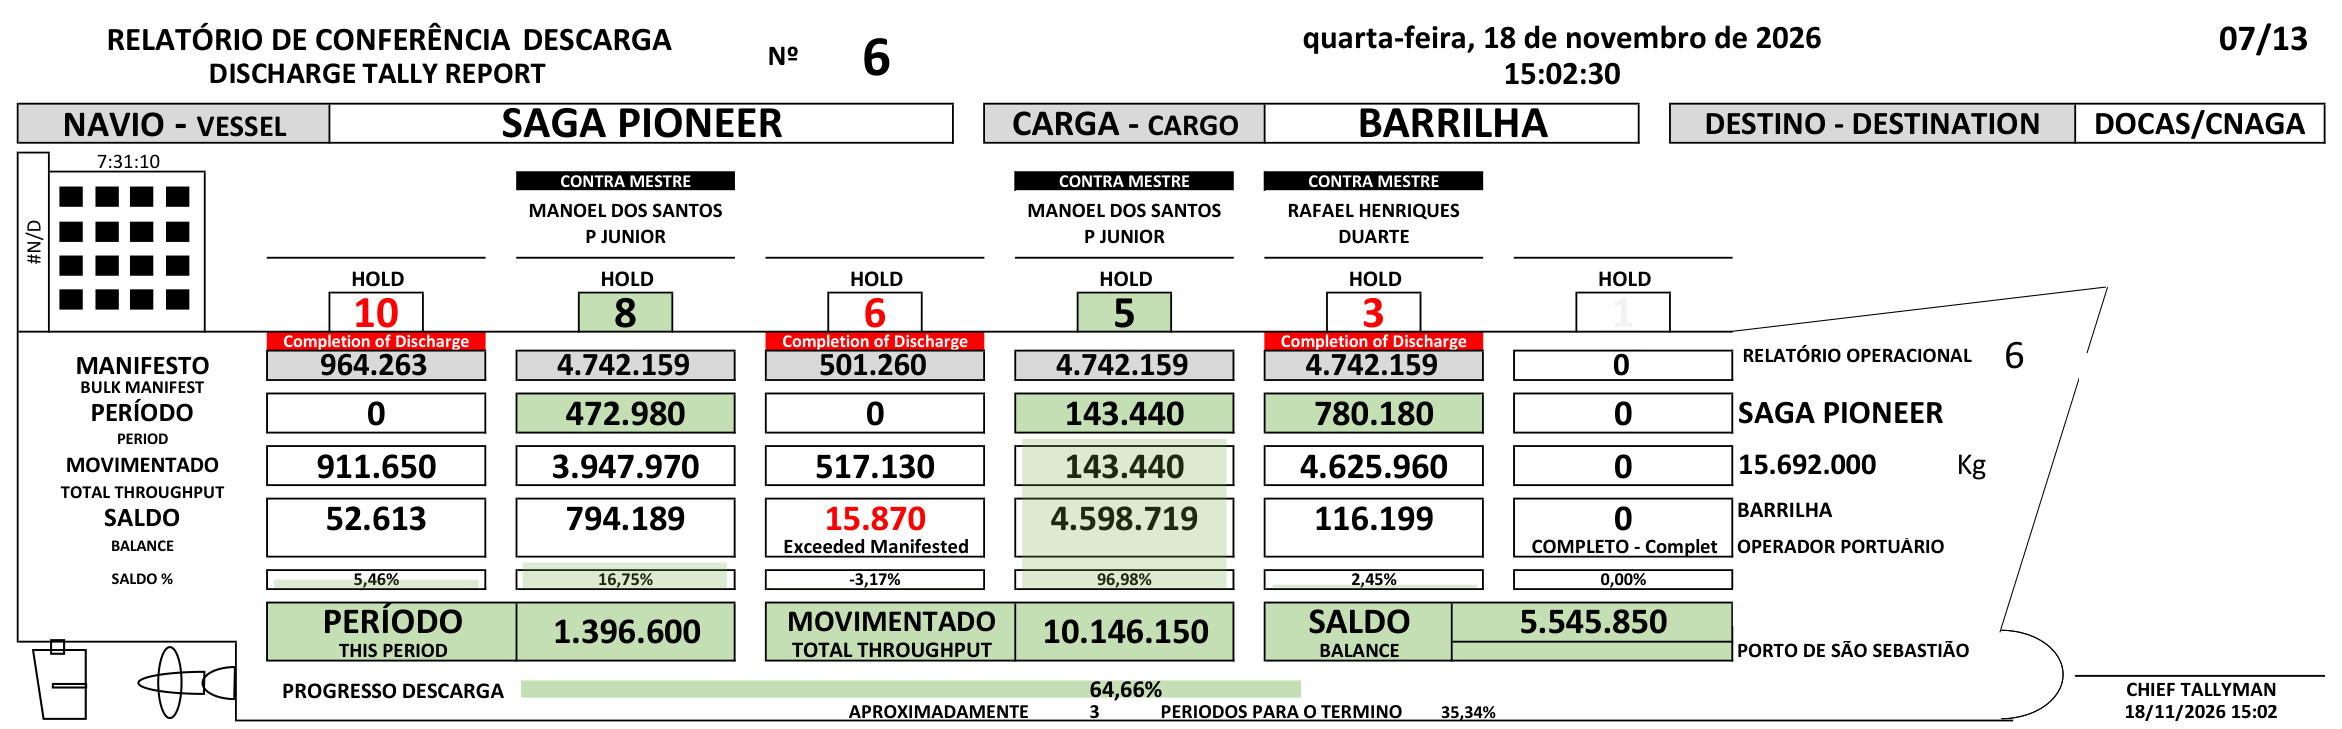 RELATÓRIO DE CONFERÊNCIA DESCARGA
DISCHARGE TALLY REPORT
Nº 6
quarta-feira, 18 de novembro de 2026
15:02:30
07/13
NAVIO - VESSEL SAGA PIONEER CARGA - CARGO BARRILHA DESTINO - DESTINATION DOCAS/CNAGA
7:31:10
#N/D
CONTRA MESTRE CONTRA MESTRE CONTRA MESTRE
MANOEL DOS SANTOS MANOEL DOS SANTOS RAFAEL HENRIQUES
P JUNIOR P JUNIOR DUARTE
HOLD HOLD HOLD HOLD HOLD HOLD
10 8 6 5 3 1
Completion of Discharge Completion of Discharge Completion of Discharge
MANIFESTO 964.263 4.742.159 501.260 4.742.159 4.742.159 0 RELATÓRIO OPERACIONAL 6
BULK MANIFEST
PERÍODO 0 472.980 0 143.440 780.180 0 SAGA PIONEER
PERIOD
MOVIMENTADO 911.650 3.947.970 517.130 143.440 4.625.960 0 15.692.000 Kg
TOTAL THROUGHPUT
SALDO 52.613 794.189 15.870 4.598.719 116.199 0 BARRILHA
BALANCE Exceeded Manifested COMPLETO - Complet OPERADOR PORTUÁRIO
SALDO % 5,46% 16,75% -3,17% 96,98% 2,45% 0,00%
PERÍODO 1.396.600 MOVIMENTADO 10.146.150 SALDO 5.545.850
THIS PERIOD TOTAL THROUGHPUT BALANCE PORTO DE SÃO SEBASTIÃO
PROGRESSO DESCARGA 64,66% CHIEF TALLYMAN
APROXIMADAMENTE 3 PERIODOS PARA O TERMINO 35,34% 18/11/2026 15:02